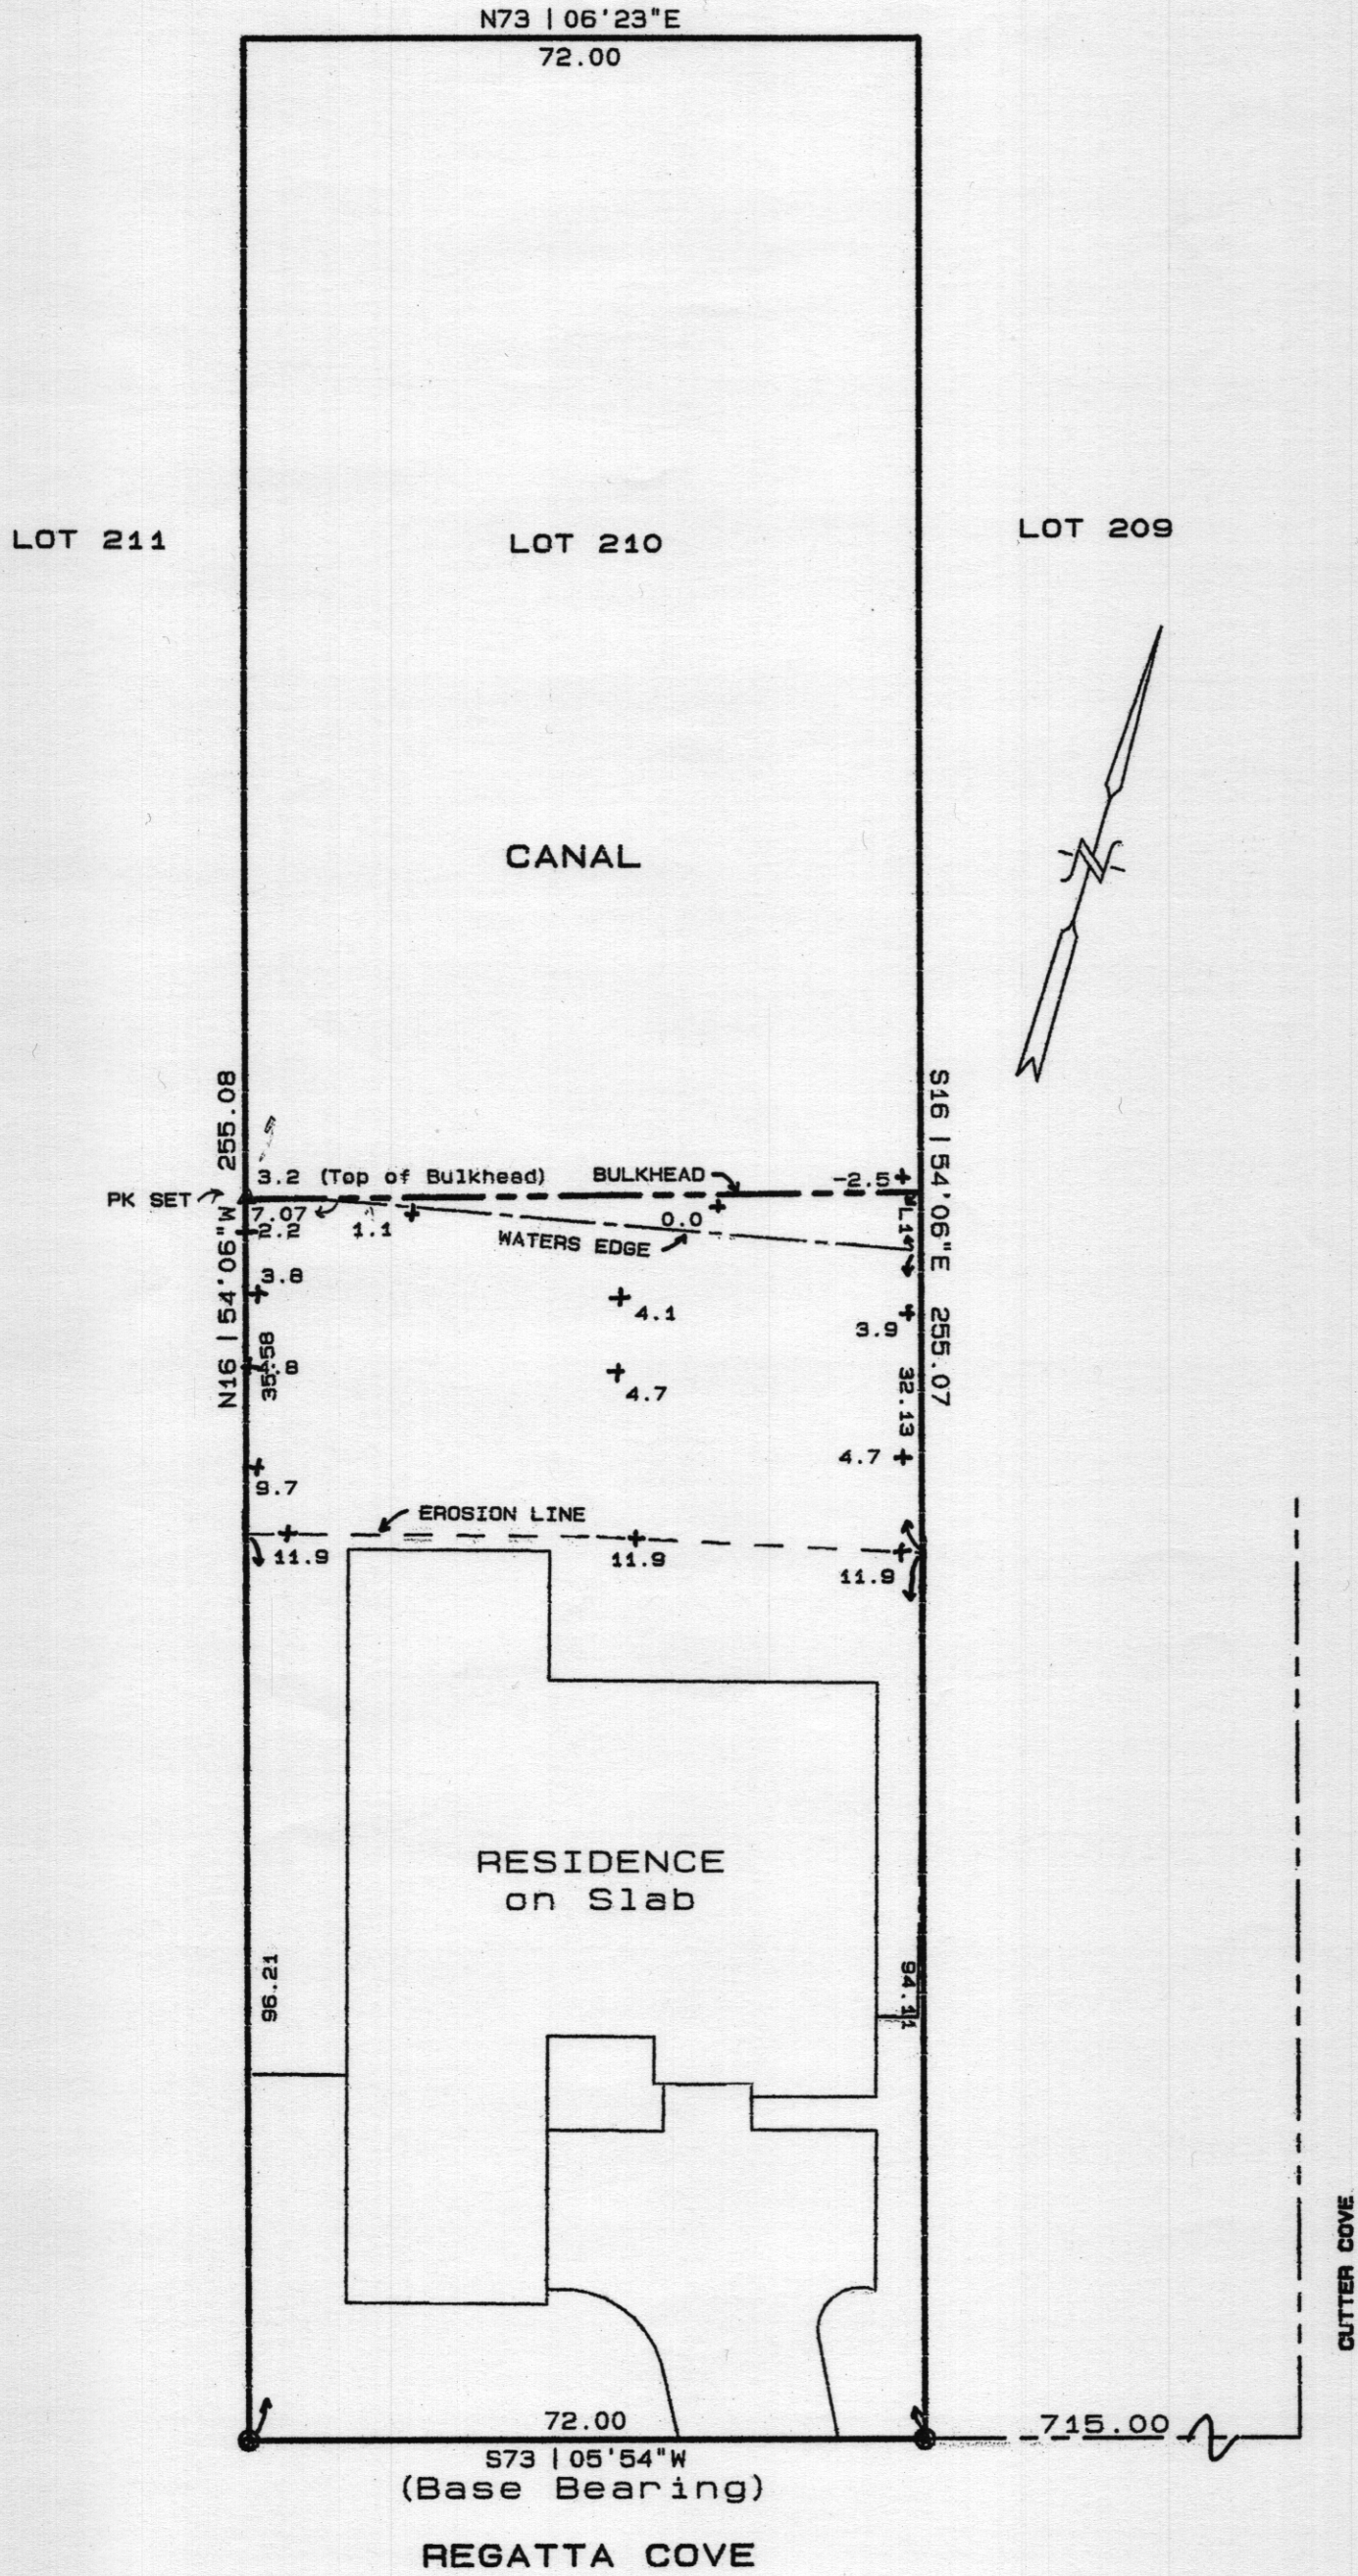 N73 | 06'23"E
72.00
LOT 211
LOT 210
LOT 209
N
CANAL
N16 | 54'06"W 255.08
S16 | 54'06"E 255.07
3.2 (Top of Bulkhead)
BULKHEAD
-2.5
PK SET
7.07
2.2
1.1
0.0
L1
WATERS EDGE
3.8
4.1
3.9
35.58
4.7
32.13
4.7
9.7
EROSION LINE
11.9
11.9
11.9
RESIDENCE
on Slab
96.21
94.11
CUTTER COVE
72.00
715.00
S73 | 05'54"W
(Base Bearing)
REGATTA COVE